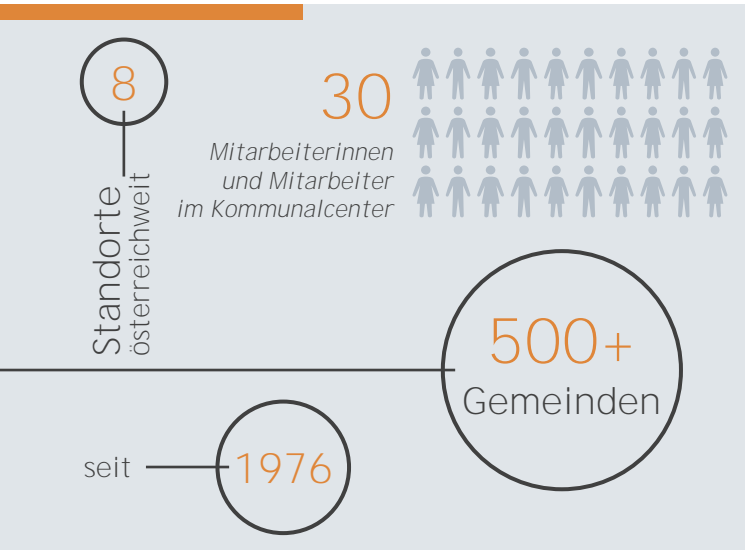 8
Standorte
österreichweit
30
Mitarbeiterinnen
und Mitarbeiter
im Kommunalcenter
500+
Gemeinden
seit
1976